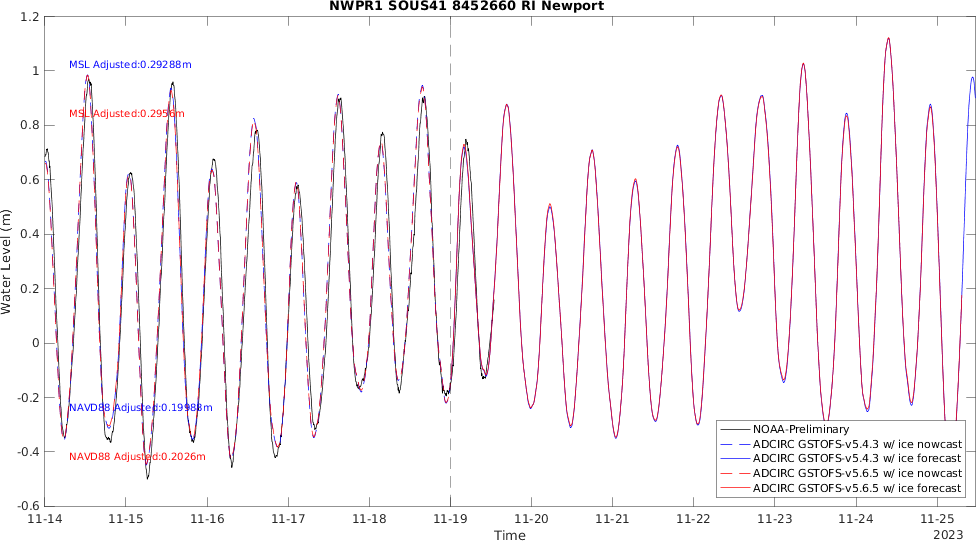 NWPR1 SOUS41 8452660 RI Newport
1.2
1
0.8
0.6
0.4
0.2
0
-0.2
-0.4
-0.6
Water Level (m)
MSL Adjusted:0.29288m
MSL Adjusted:0.2956m
NAVD88 Adjusted:0.19988m
NAVD88 Adjusted:0.2026m
NOAA-Preliminary
ADCIRC GSTOFS-v5.4.3 w/ ice nowcast
ADCIRC GSTOFS-v5.4.3 w/ ice forecast
ADCIRC GSTOFS-v5.6.5 w/ ice nowcast
ADCIRC GSTOFS-v5.6.5 w/ ice forecast
11-14 11-15 11-16 11-17 11-18 11-19 11-20 11-21 11-22 11-23 11-24 11-25
Time
2023